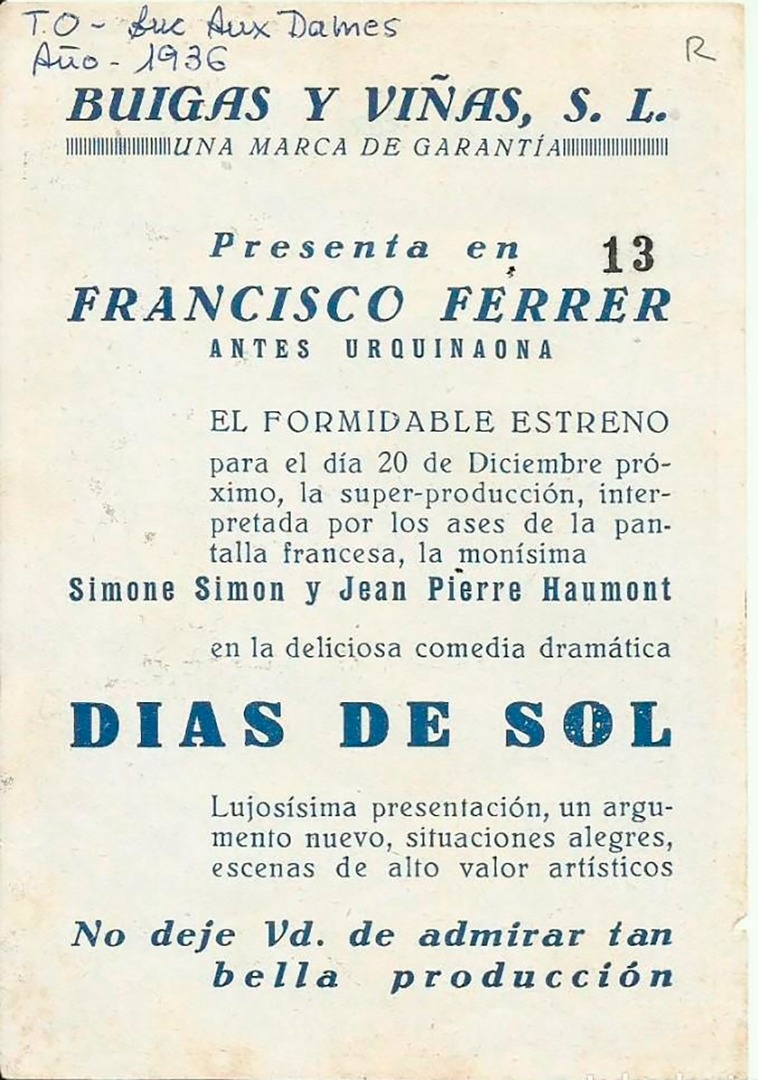 T.O - Luc Aux Dames
Año - 1936
R
BUIGAS Y VIÑAS, S. L.
UNA MARCA DE GARANTÍA
Presenta en 13
FRANCISCO FERRER
ANTES URQUINAONA
EL FORMIDABLE ESTRENO
para el día 20 de Diciembre pró-
ximo, la super-producción, inter-
pretada por los ases de la pan-
talla francesa, la monísima
Simone Simon y Jean Pierre Haumont
en la deliciosa comedia dramática
DIAS DE SOL
Lujosísima presentación, un argu-
mento nuevo, situaciones alegres,
escenas de alto valor artísticos
No deje Vd. de admirar tan
bella producción